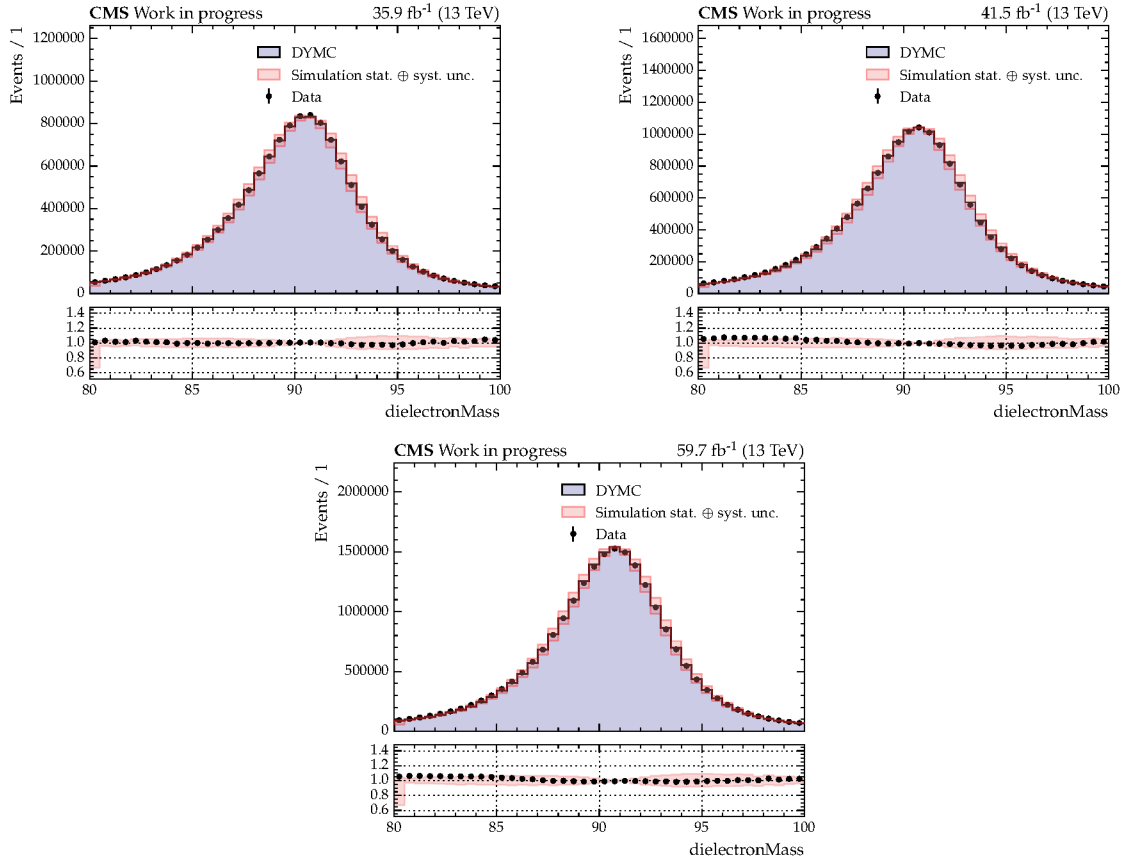 CMS Work in progress 35.9 fb⁻¹ (13 TeV)
Events / 1
1200000
1000000
800000
600000
400000
200000
0
DYMC
Simulation stat. ⊕ syst. unc.
Data
1.4
1.2
1.0
0.8
0.6
80 85 90 95 100
dielectronMass
CMS Work in progress 41.5 fb⁻¹ (13 TeV)
Events / 1
1600000
1400000
1200000
1000000
800000
600000
400000
200000
0
DYMC
Simulation stat. ⊕ syst. unc.
Data
1.4
1.2
1.0
0.8
0.6
80 85 90 95 100
dielectronMass
CMS Work in progress 59.7 fb⁻¹ (13 TeV)
Events / 1
2000000
1500000
1000000
500000
0
DYMC
Simulation stat. ⊕ syst. unc.
Data
1.4
1.2
1.0
0.8
0.6
80 85 90 95 100
dielectronMass